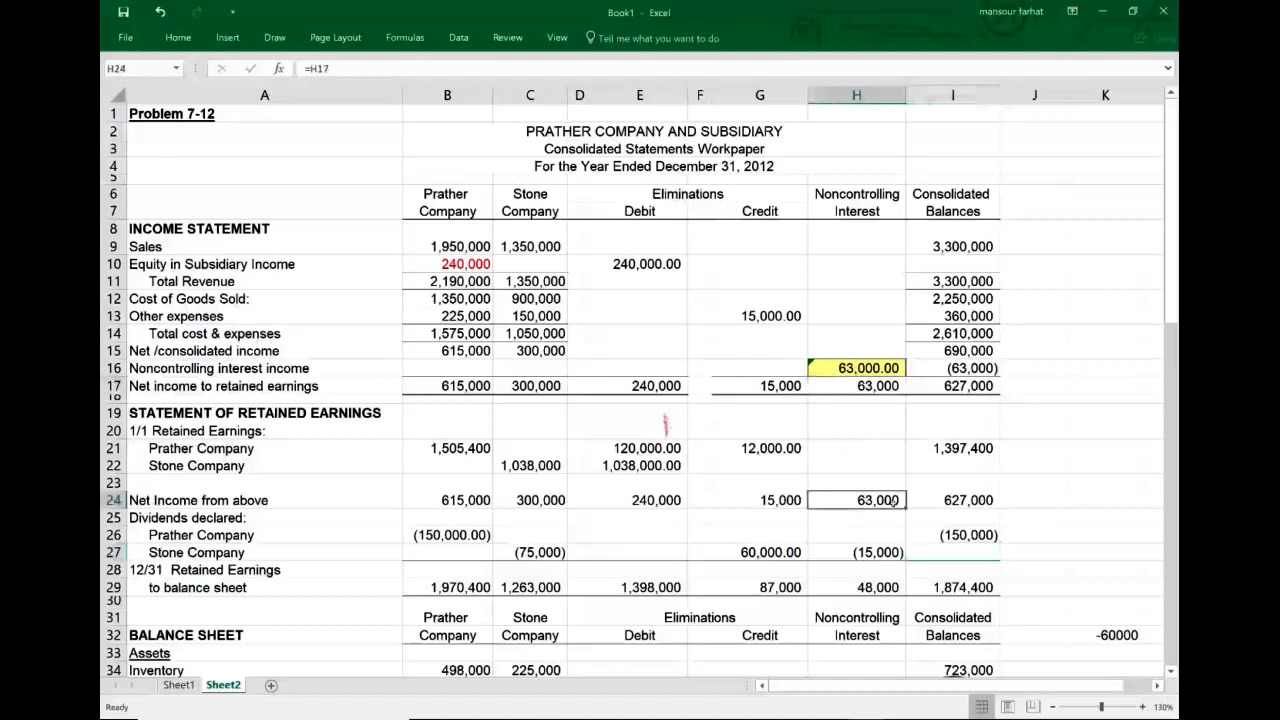 Book1 - Excel
mansour farhat
File Home Insert Draw Page Layout Formulas Data Review View Tell me what you want to do Share
H24 fx =H17
A B C D E F G H I J K
1 Problem 7-12
2 PRATHER COMPANY AND SUBSIDIARY
3 Consolidated Statements Workpaper
4 For the Year Ended December 31, 2012
5
6 Prather Stone Eliminations Noncontrolling Consolidated
7 Company Company Debit Credit Interest Balances
8 INCOME STATEMENT
9 Sales 1,950,000 1,350,000 3,300,000
10 Equity in Subsidiary Income 240,000 240,000.00
11 Total Revenue 2,190,000 1,350,000 3,300,000
12 Cost of Goods Sold: 1,350,000 900,000 2,250,000
13 Other expenses 225,000 150,000 15,000.00 360,000
14 Total cost & expenses 1,575,000 1,050,000 2,610,000
15 Net /consolidated income 615,000 300,000 690,000
16 Noncontrolling interest income 63,000.00 (63,000)
17 Net income to retained earnings 615,000 300,000 240,000 15,000 63,000 627,000
18
19 STATEMENT OF RETAINED EARNINGS
20 1/1 Retained Earnings:
21 Prather Company 1,505,400 120,000.00 12,000.00 1,397,400
22 Stone Company 1,038,000 1,038,000.00
23
24 Net Income from above 615,000 300,000 240,000 15,000 63,000 627,000
25 Dividends declared:
26 Prather Company (150,000.00) (150,000)
27 Stone Company (75,000) 60,000.00 (15,000)
28 12/31 Retained Earnings
29 to balance sheet 1,970,400 1,263,000 1,398,000 87,000 48,000 1,874,400
30
31 Prather Stone Eliminations Noncontrolling Consolidated
32 BALANCE SHEET Company Company Debit Credit Interest Balances -60000
33 Assets
34 Inventory 498,000 225,000 723,000
Sheet1 Sheet2
Ready 130%